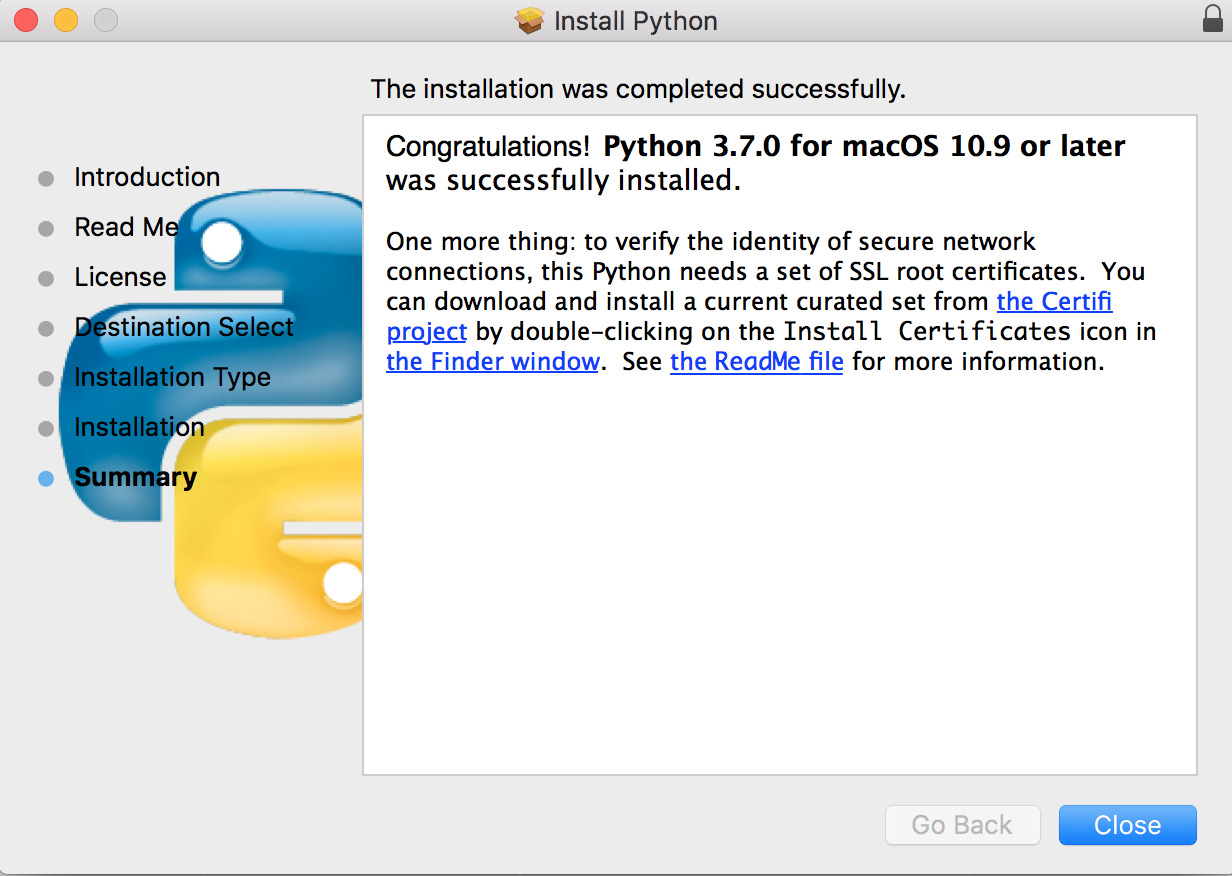 Install Python
The installation was completed successfully.
Introduction
Read Me
License
Destination Select
Installation Type
Installation
Summary
Congratulations! Python 3.7.0 for macOS 10.9 or later
was successfully installed.
One more thing: to verify the identity of secure network
connections, this Python needs a set of SSL root certificates. You
can download and install a current curated set from the Certifi
project by double-clicking on the Install Certificates icon in
the Finder window. See the ReadMe file for more information.
Go Back
Close